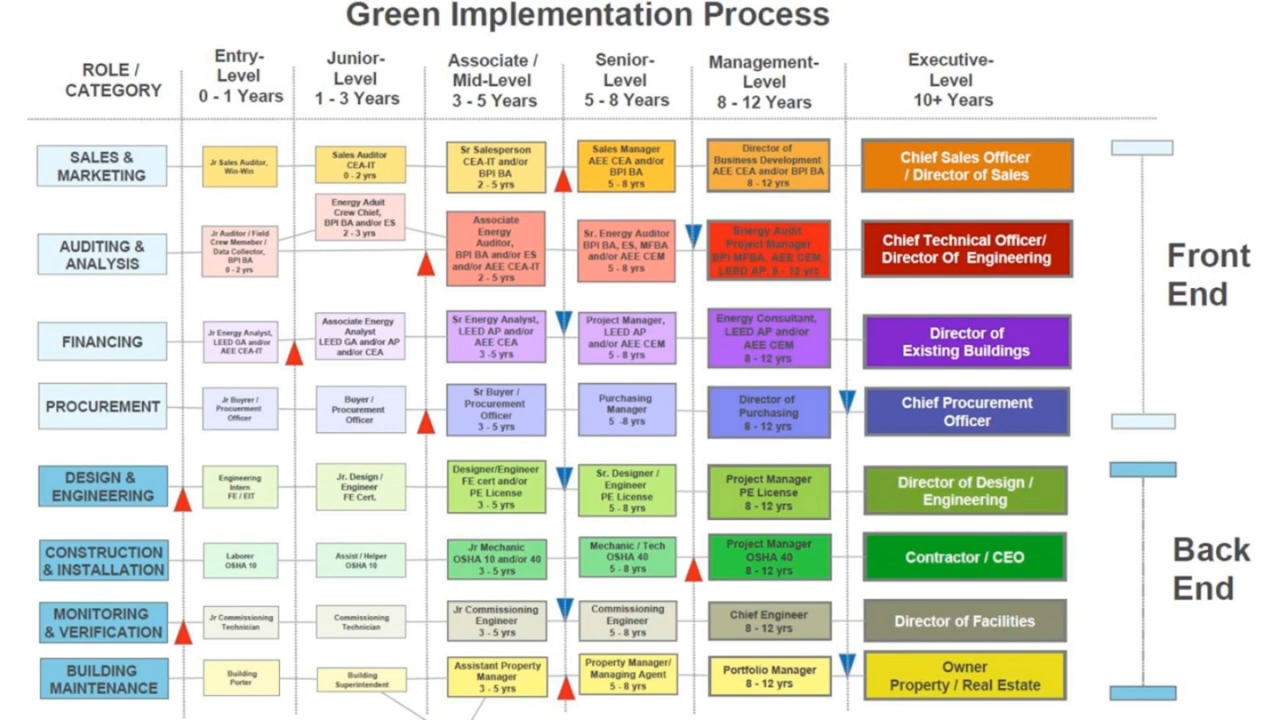 Green Implementation Process
ROLE /
CATEGORY
Entry-
Level
0 - 1 Years
Junior-
Level
1 - 3 Years
Associate /
Mid-Level
3 - 5 Years
Senior-
Level
5 - 8 Years
Management-
Level
8 - 12 Years
Executive-
Level
10+ Years
SALES &
MARKETING
Jr Sales Auditor,
Win-Win
Sales Auditor
CEA-IT
0 - 2 yrs
Sr Salesperson
CEA-IT and/or
BPI BA
2 - 5 yrs
Sales Manager
AEE CEA and/or
BPI BA
5 - 8 yrs
Director of
Business Development
AEE CEA and/or BPI BA
8 - 12 yrs
Chief Sales Officer
/ Director of Sales
AUDITING &
ANALYSIS
Jr Auditor / Field
Crew Memeber /
Data Collector,
BPI BA
0 - 2 yrs
Energy Aduit
Crew Chief,
BPI BA and/or ES
2 - 3 yrs
Associate
Energy
Auditor,
BPI BA and/or ES
and/or AEE CEA-IT
2 - 5 yrs
Sr. Energy Auditor
BPI BA, ES, MFBA
and/or AEE CEM
5 - 8 yrs
Energy Audit
Project Manager
BPI MFBA, AEE CEM,
LEED AP, 8 - 12 yrs
Chief Technical Officer/
Director Of Engineering
Front
End
FINANCING
Jr Energy Analyst,
LEED GA and/or
AEE CEA-IT
Associate Energy
Analyst
LEED GA and/or AP
and/or CEA
Sr Energy Analyst,
LEED AP and/or
AEE CEA
3 -5 yrs
Project Manager,
LEED AP
and/or AEE CEM
5 - 8 yrs
Energy Consultant,
LEED AP and/or
AEE CEM
8 - 12 yrs
Director of
Existing Buildings
PROCUREMENT
Jr Buyrer /
Procuerment
Officer
Buyer /
Procurement
Officer
Sr Buyer /
Procurement
Officer
3 - 5 yrs
Purchasing
Manager
5 -8 yrs
Director of
Purchasing
8 - 12 yrs
Chief Procurement
Officer
DESIGN &
ENGINEERING
Engineering
Intern
FE / EIT
Jr. Design /
Engineer
FE Cert.
Designer/Engineer
FE cert and/or
PE License
3 - 5 yrs
Sr. Designer /
Engineer
PE License
5 - 8 yrs
Project Manager
PE License
8 - 12 yrs
Director of Design /
Engineering
CONSTRUCTION
& INSTALLATION
Laborer
OSHA 10
Assist / Helper
OSHA 10
Jr Mechanic
OSHA 10 and/or 40
3 - 5 yrs
Mechanic / Tech
OSHA 40
5 - 8 yrs
Project Manager
OSHA 40
8 - 12 yrs
Contractor / CEO
Back
End
MONITORING
& VERIFICATION
Jr Commissioning
Technician
Commissioning
Technician
Jr Commissioning
Engineer
3 - 5 yrs
Commissioning
Engineer
5 - 8 yrs
Chief Engineer
8 - 12 yrs
Director of Facilities
BUILDING
MAINTENANCE
Building
Porter
Building
Superintendent
Assistant Property
Manager
3 - 5 yrs
Property Manager/
Managing Agent
5 - 8 yrs
Portfolio Manager
8 - 12 yrs
Owner
Property / Real Estate